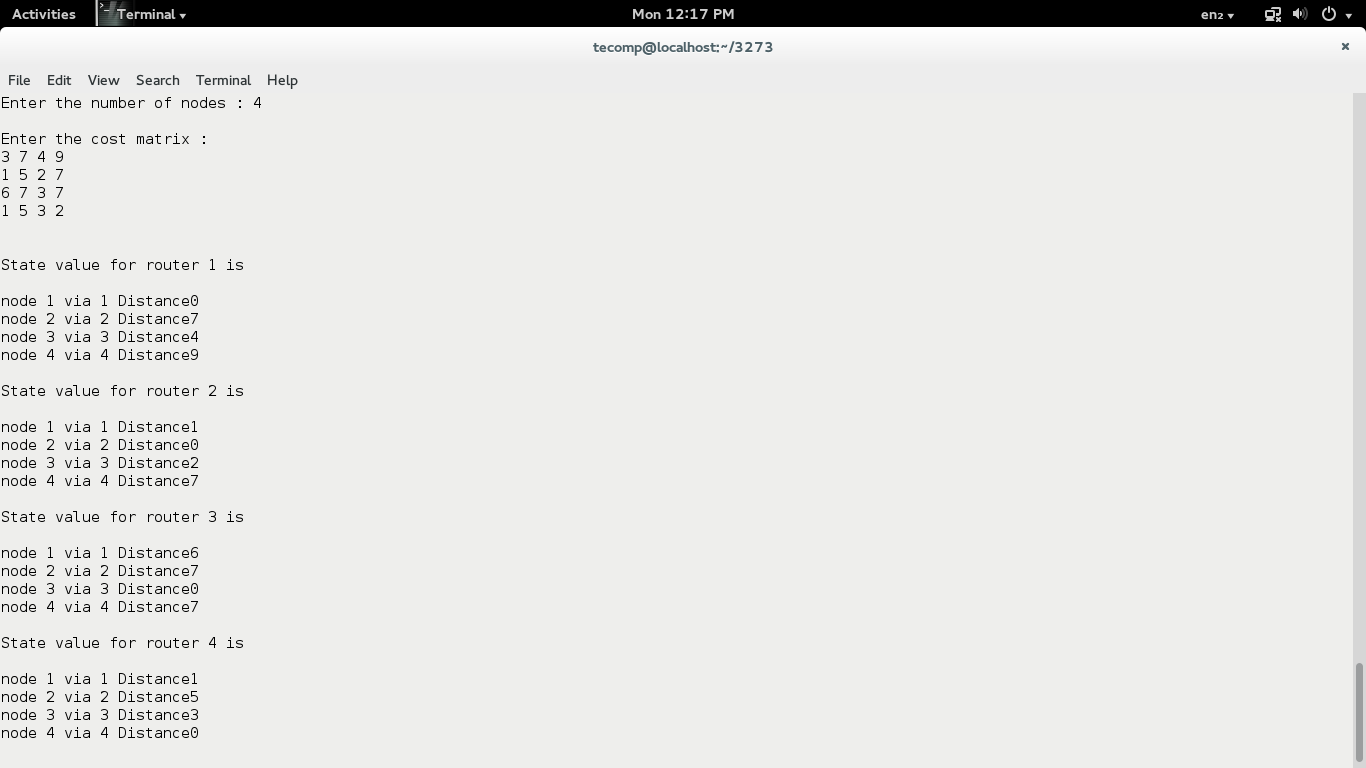 Activities Terminal Mon 12:17 PM en₂
tecomp@localhost:~/3273
File Edit View Search Terminal Help
Enter the number of nodes : 4
Enter the cost matrix :
3 7 4 9
1 5 2 7
6 7 3 7
1 5 3 2
State value for router 1 is
node 1 via 1 Distance0
node 2 via 2 Distance7
node 3 via 3 Distance4
node 4 via 4 Distance9
State value for router 2 is
node 1 via 1 Distance1
node 2 via 2 Distance0
node 3 via 3 Distance2
node 4 via 4 Distance7
State value for router 3 is
node 1 via 1 Distance6
node 2 via 2 Distance7
node 3 via 3 Distance0
node 4 via 4 Distance7
State value for router 4 is
node 1 via 1 Distance1
node 2 via 2 Distance5
node 3 via 3 Distance3
node 4 via 4 Distance0